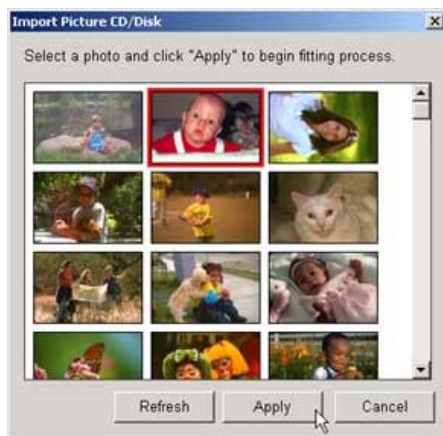 Import Picture CD/Disk
Select a photo and click "Apply" to begin fitting process.
Refresh Apply Cancel